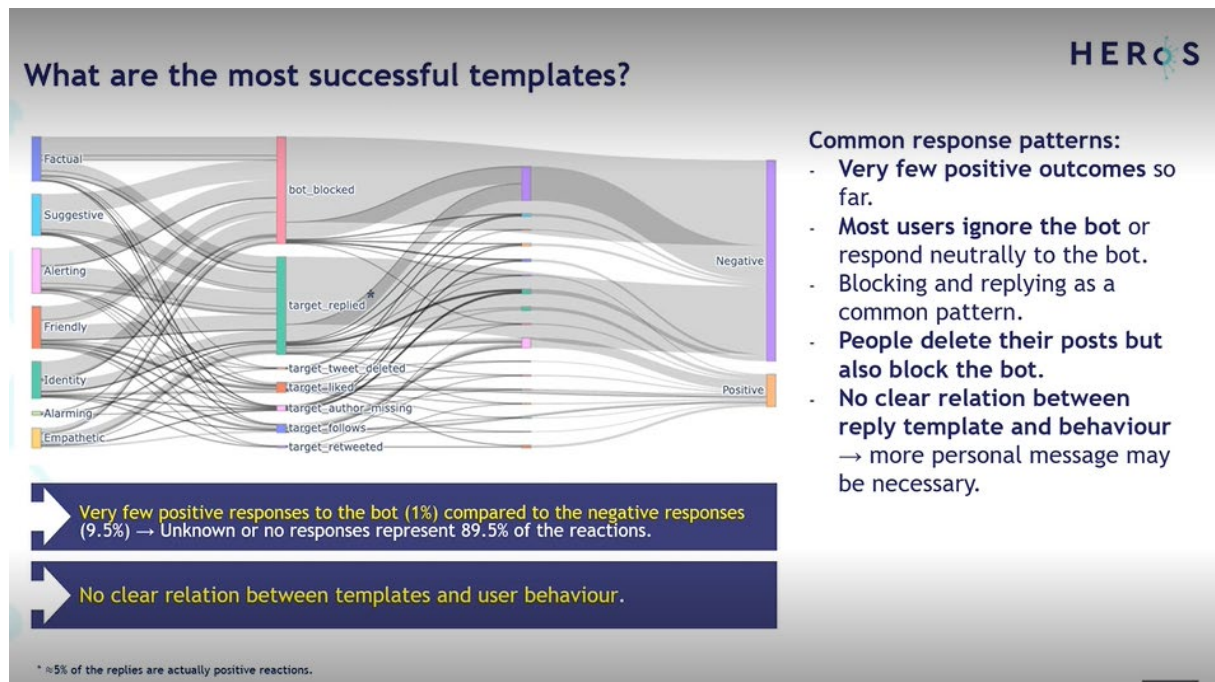 HERoS
What are the most successful templates?
Factual
Suggestive
Alerting
Friendly
Identity
Alarming
Empathetic
bot_blocked
target_replied *
target_tweet_deleted
target_liked
target_author_missing
target_follows
target_retweeted
Negative
Positive
Common response patterns:
- Very few positive outcomes so
far.
- Most users ignore the bot or
respond neutrally to the bot.
- Blocking and replying as a
common pattern.
- People delete their posts but
also block the bot.
- No clear relation between
reply template and behaviour
→ more personal message may
be necessary.
Very few positive responses to the bot (1%) compared to the negative responses
(9.5%) → Unknown or no responses represent 89.5% of the reactions.
No clear relation between templates and user behaviour.
* ≈5% of the replies are actually positive reactions.